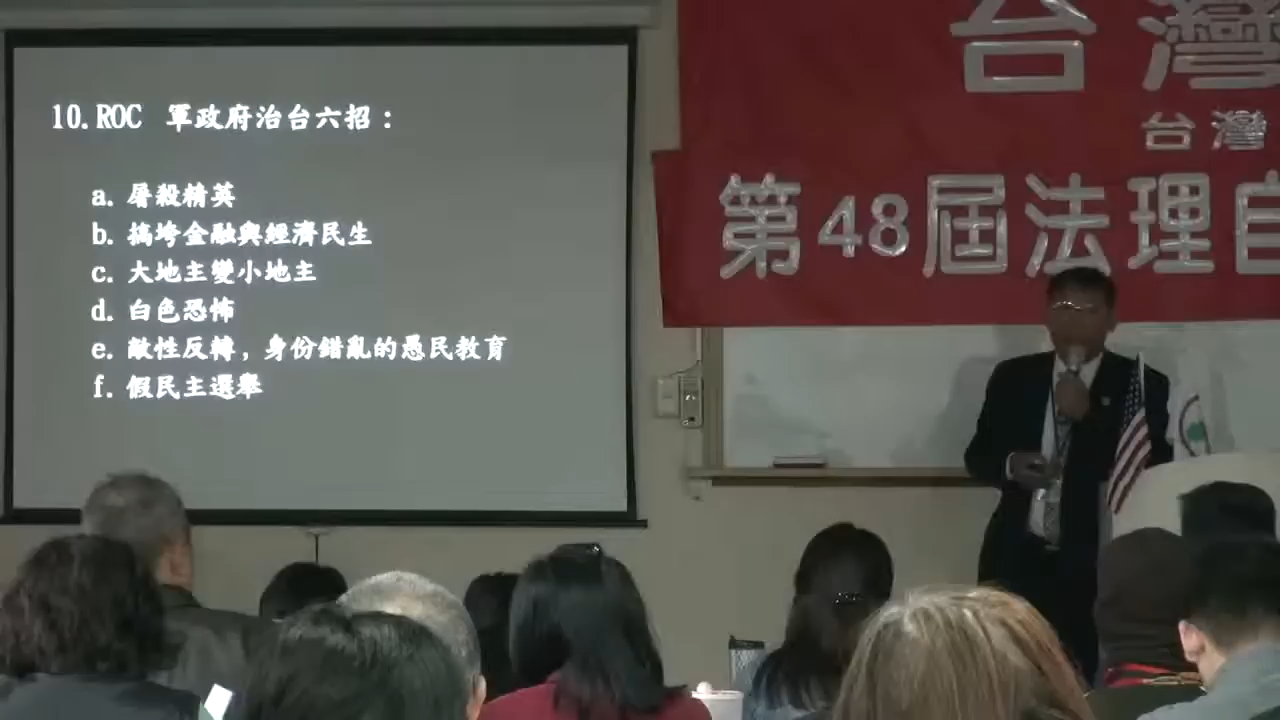 10. ROC 軍政府治台六招：
a. 屠殺精英
b. 搞垮金融與經濟民生
c. 大地主變小地主
d. 白色恐怖
e. 敵性反轉，身份錯亂的愚民教育
f. 假民主選舉
台灣
台灣
第48屆法理自